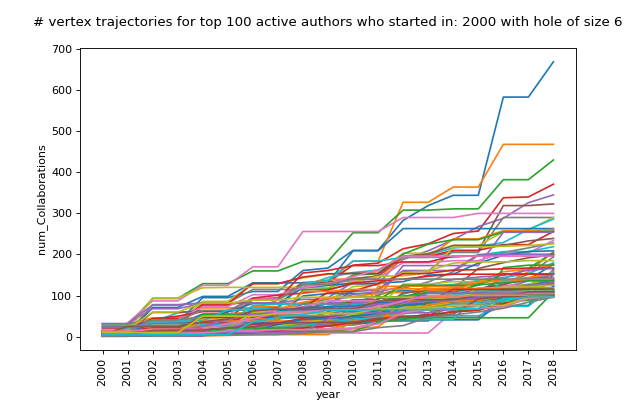 # vertex trajectories for top 100 active authors who started in: 2000 with hole of size 6
700
600
500
400
300
200
100
0
num_Collaborations
2000 2001 2002 2003 2004 2005 2006 2007 2008 2009 2010 2011 2012 2013 2014 2015 2016 2017 2018
year